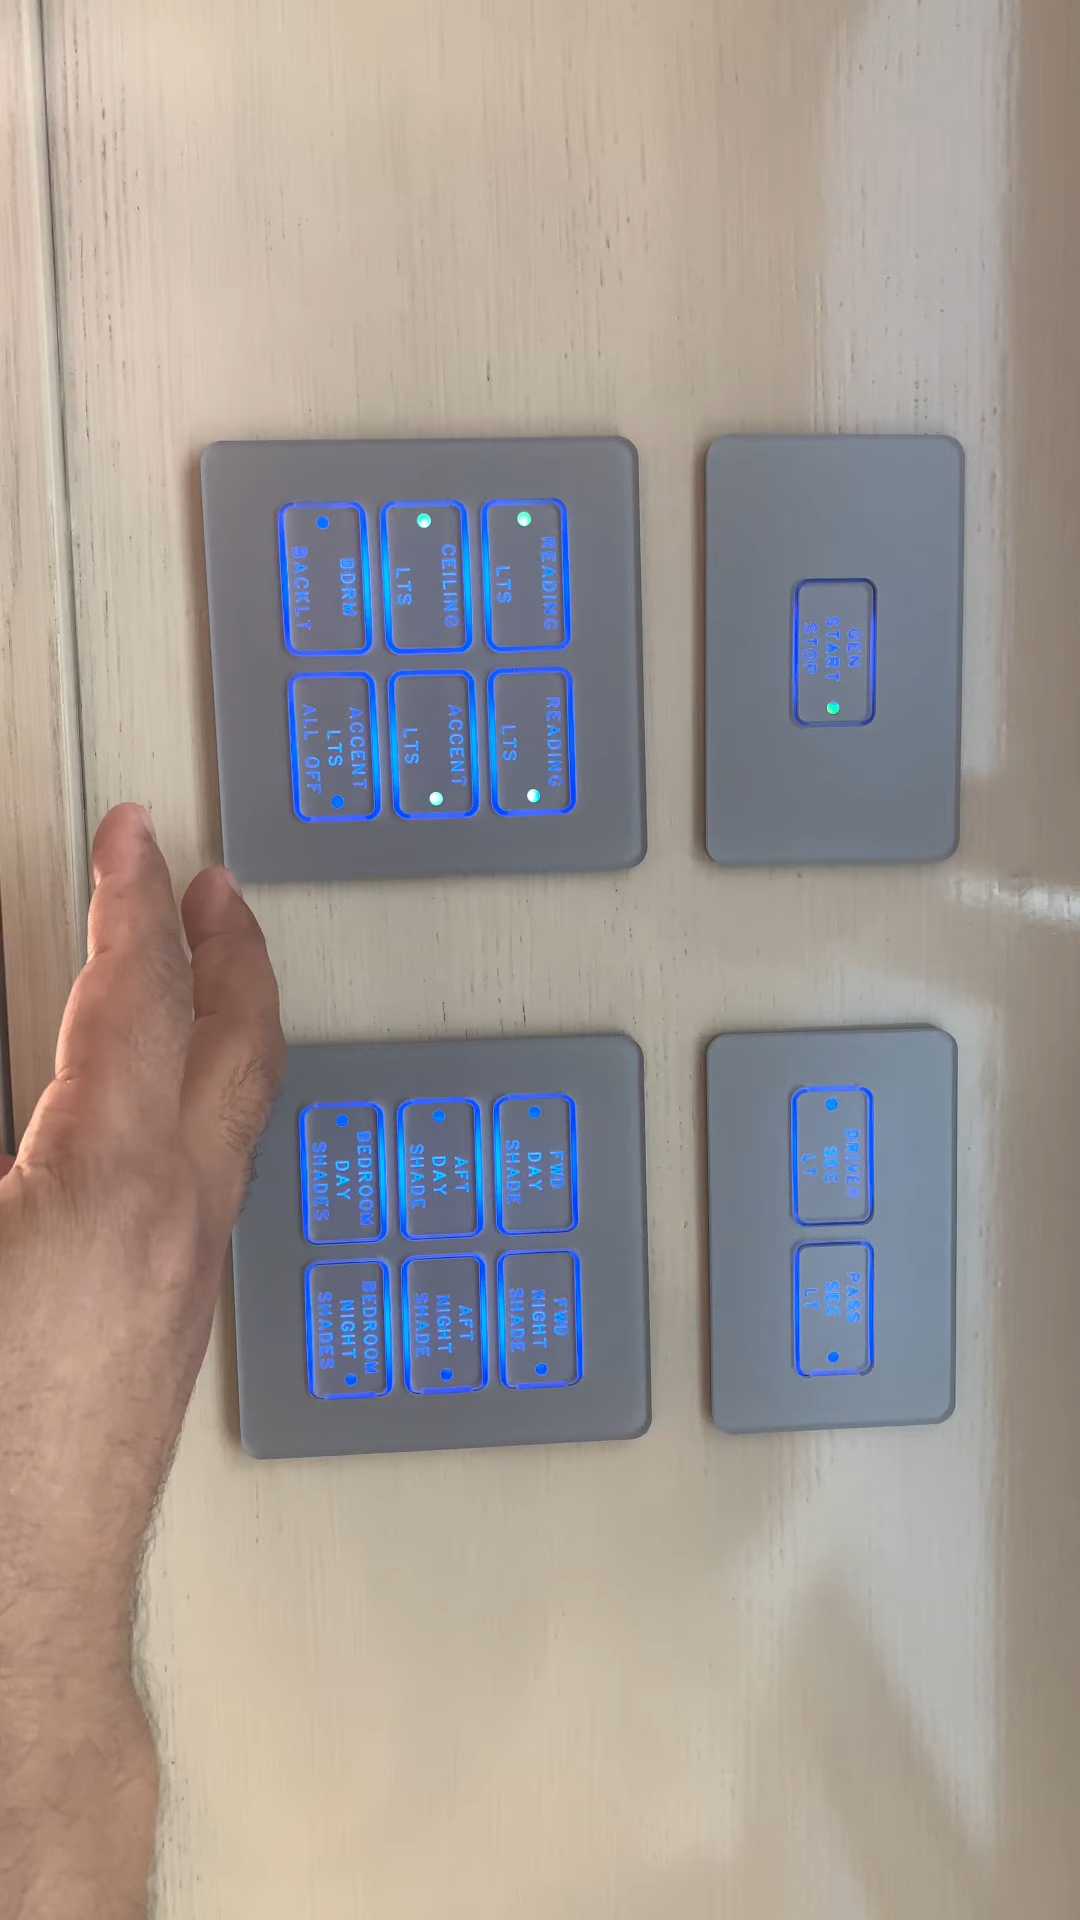 GEN
START
STOP
DRIVER
SEC
LT
PASS
SEC
LT
READING
LTS
READING
LTS
CEILING
LTS
ACCENT
LTS
BDRM
BACKLT
ACCENT
LTS
ALL OFF
FWD
DAY
SHADE
FWD
NIGHT
SHADE
AFT
DAY
SHADE
AFT
NIGHT
SHADE
BEDROOM
DAY
SHADES
BEDROOM
NIGHT
SHADES